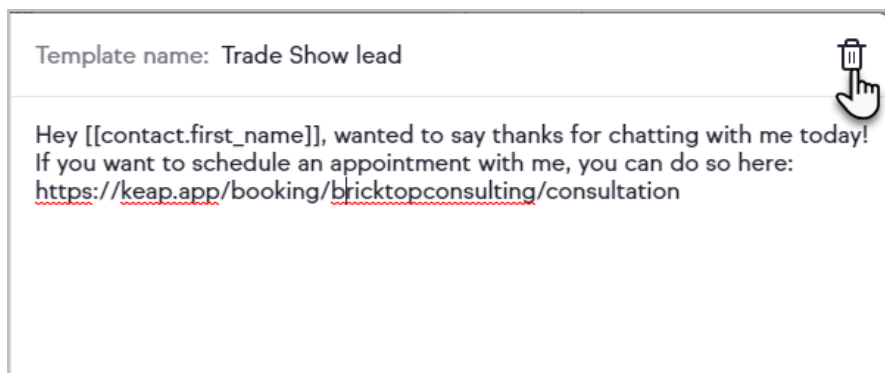 Template name: Trade Show lead
Hey [[contact.first_name]], wanted to say thanks for chatting with me today!
If you want to schedule an appointment with me, you can do so here:
https://keap.app/booking/bricktopconsulting/consultation